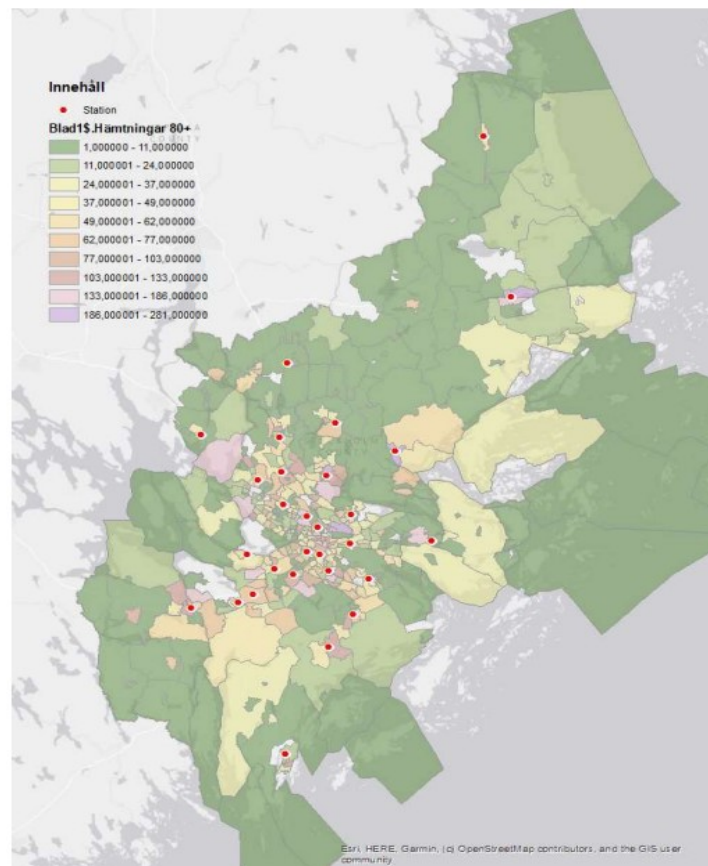 Innehåll
Station
Blad1$.Hämtningar 80+
1,000000 - 11,000000
11,000001 - 24,000000
24,000001 - 37,000000
37,000001 - 49,000000
49,000001 - 62,000000
62,000001 - 77,000000
77,000001 - 103,000000
103,000001 - 133,000000
133,000001 - 186,000000
186,000001 - 281,000000
Esri, HERE, Garmin, (c) OpenStreetMap contributors, and the GIS user
community